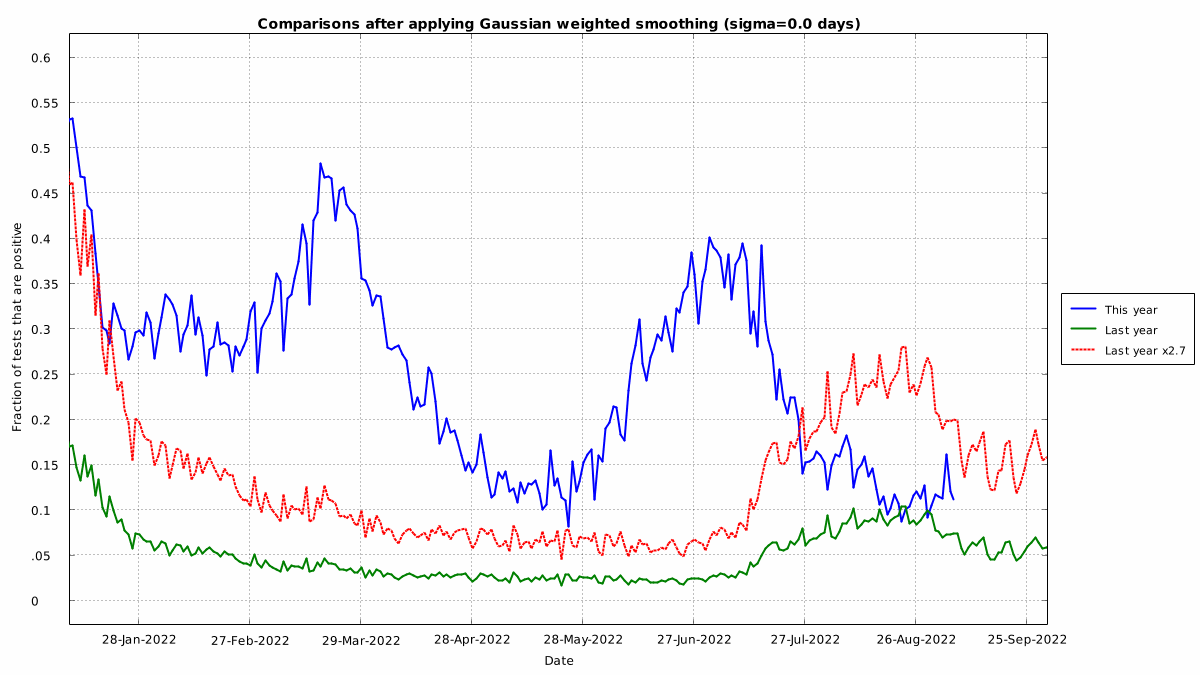 Comparisons after applying Gaussian weighted smoothing (sigma=0.0 days)
0.6
0.55
0.5
0.45
0.4
0.35
0.3
0.25
0.2
0.15
0.1
.05
0
Fraction of tests that are positive
28-Jan-2022 27-Feb-2022 29-Mar-2022 28-Apr-2022 28-May-2022 27-Jun-2022 27-Jul-2022 26-Aug-2022 25-Sep-2022
Date
This year
Last year
Last year x2.7